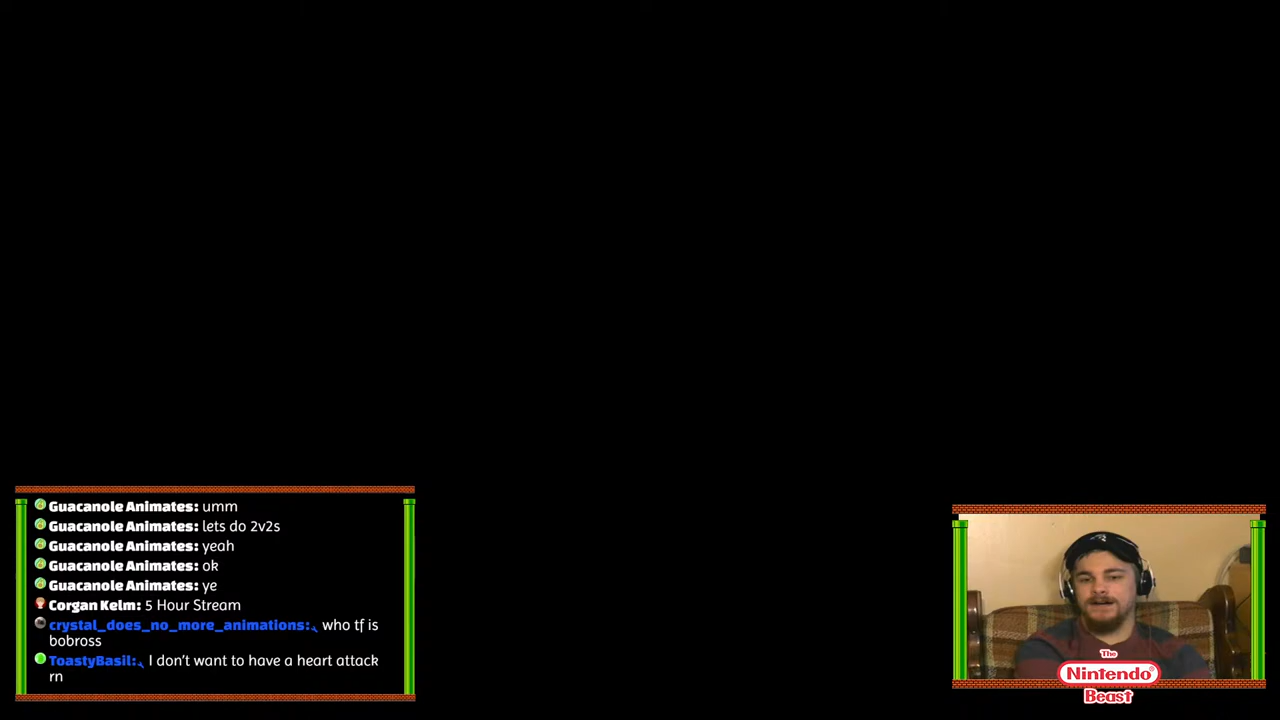 Guacanole Animates: umm
Guacanole Animates: lets do 2v2s
Guacanole Animates: yeah
Guacanole Animates: ok
Guacanole Animates: ye
Corgan Kelm: 5 Hour Stream
crystal_does_no_more_animations: who tf is
bobross
ToastyBasil: I don't want to have a heart attack
rn
The
Nintendo
Beast